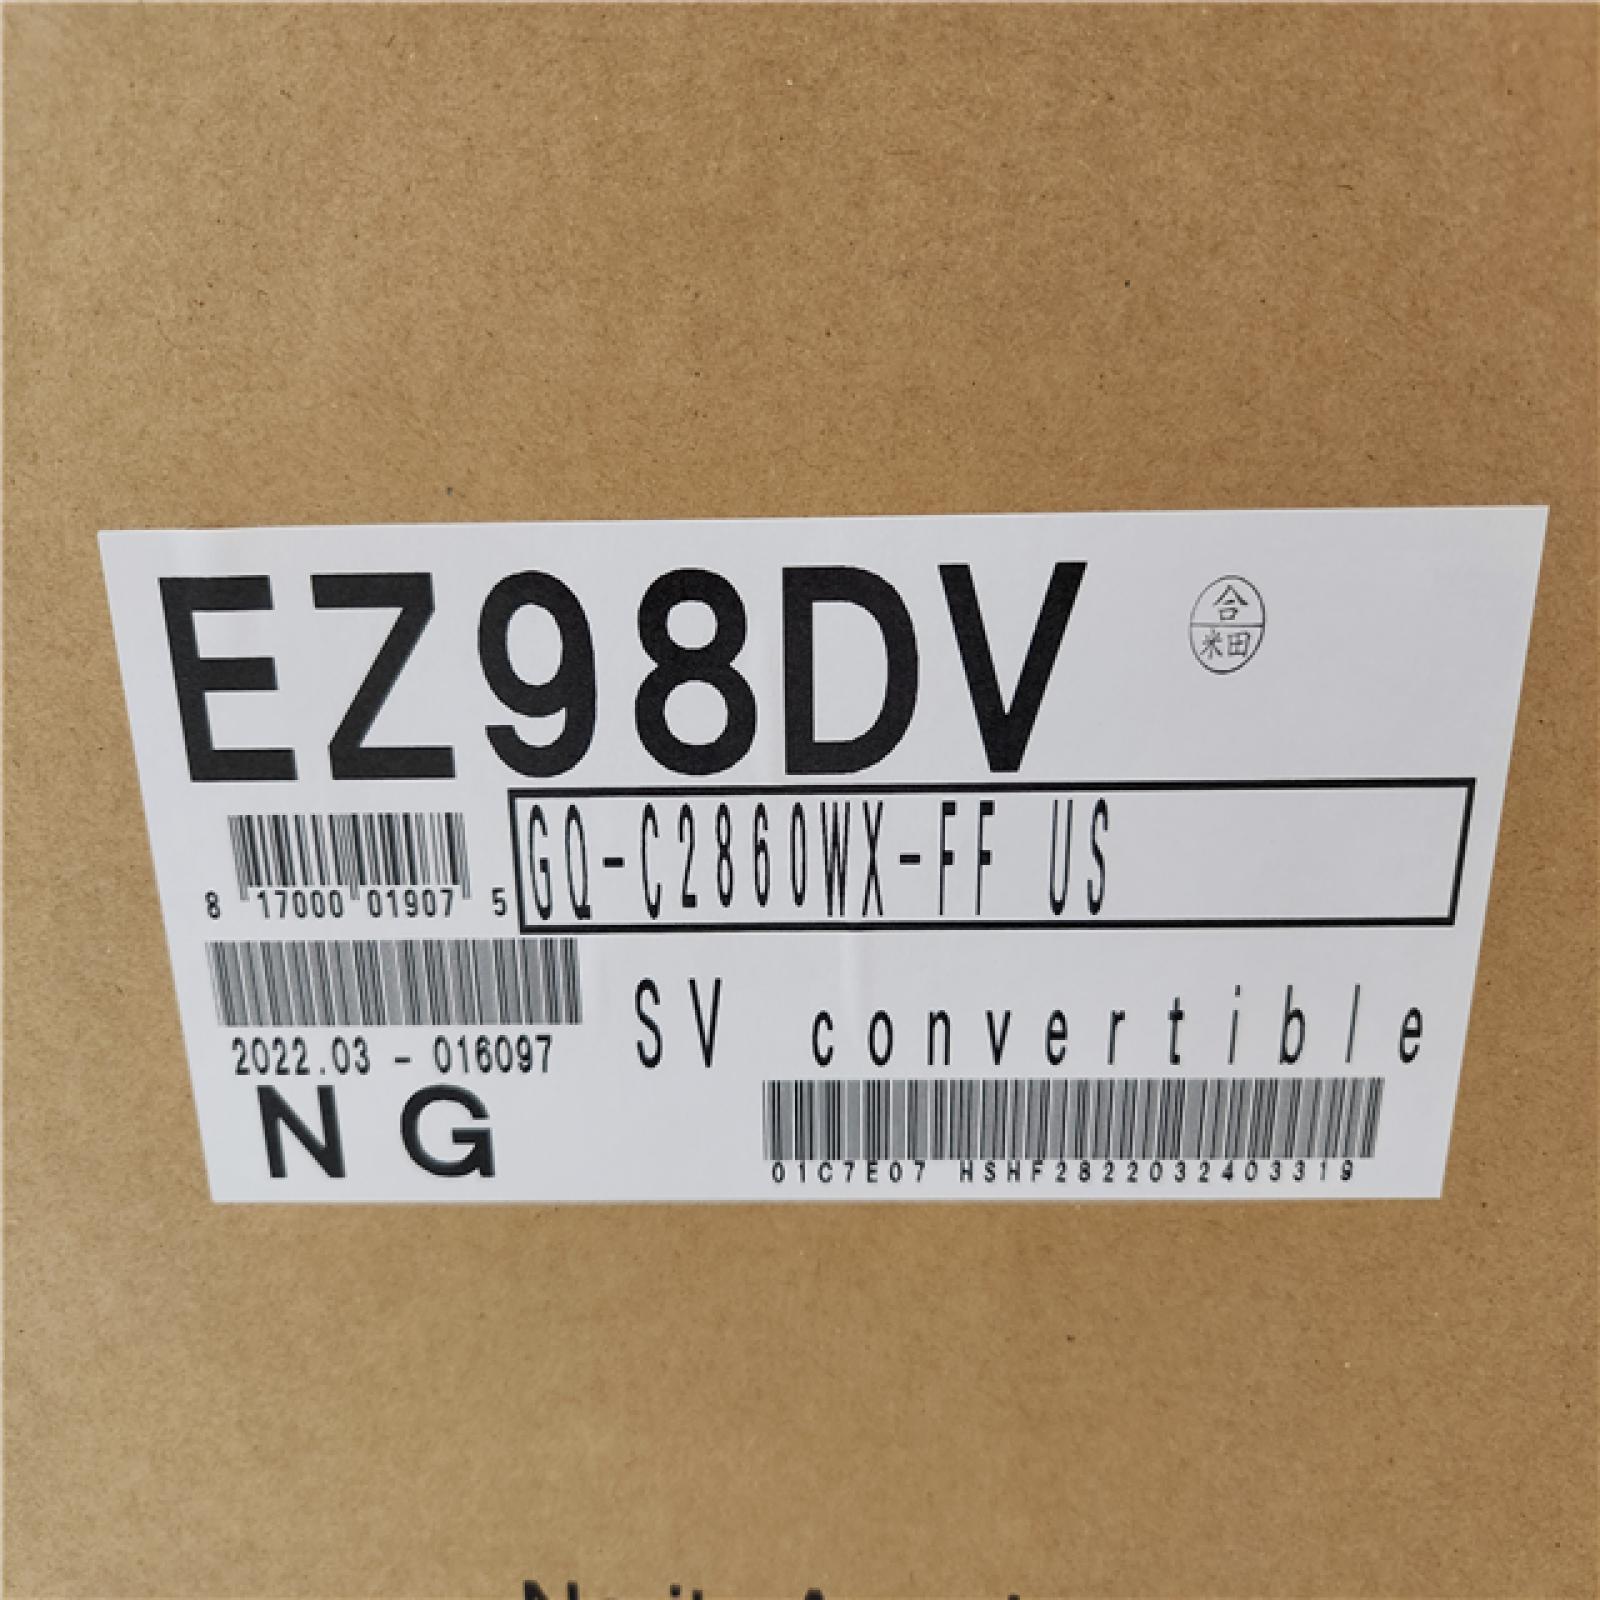 EZ98DV
合
米田
GQ-C2860WX-FF US
8 17000 01907 5
SV convertible
2022.03 - 016097
NG
01C7E07 HSHF2822032403319